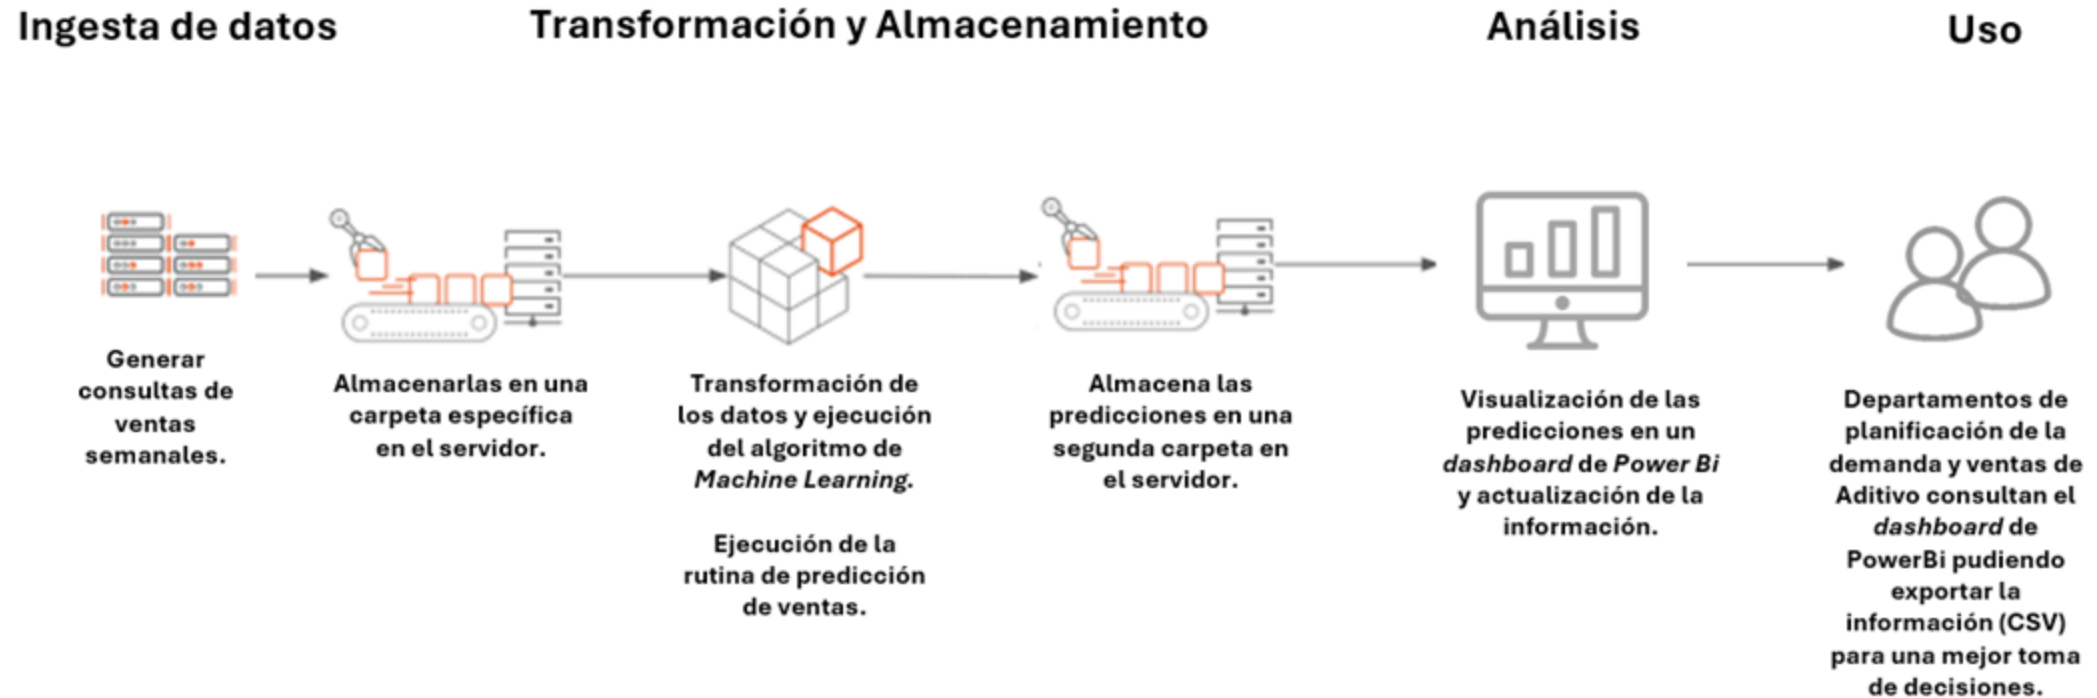 Ingesta de datos
Transformación y Almacenamiento
Análisis
Uso
Generar
consultas de
ventas
semanales.
Almacenarlas en una
carpeta específica
en el servidor.
Transformación de
los datos y ejecución
del algoritmo de
Machine Learning.
Ejecución de la
rutina de predicción
de ventas.
Almacena las
predicciones en una
segunda carpeta en
el servidor.
Visualización de las
predicciones en un
dashboard de Power Bi
y actualización de la
información.
Departamentos de
planificación de la
demanda y ventas de
Aditivo consultan el
dashboard de
PowerBi pudiendo
exportar la
información (CSV)
para una mejor toma
de decisiones.